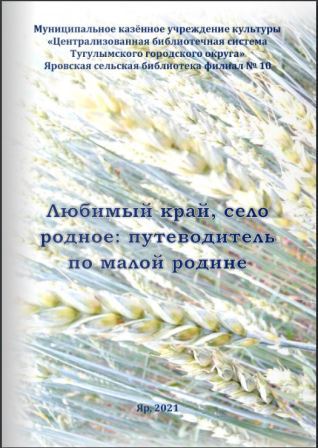 Муниципальное казённое учреждение культуры
«Централизованная библиотечная система
Тугулымского городского округа»
Яровская сельская библиотека филиал № 10
Любимый край, село
родное: путеводитель
по малой родине
Яр, 2021